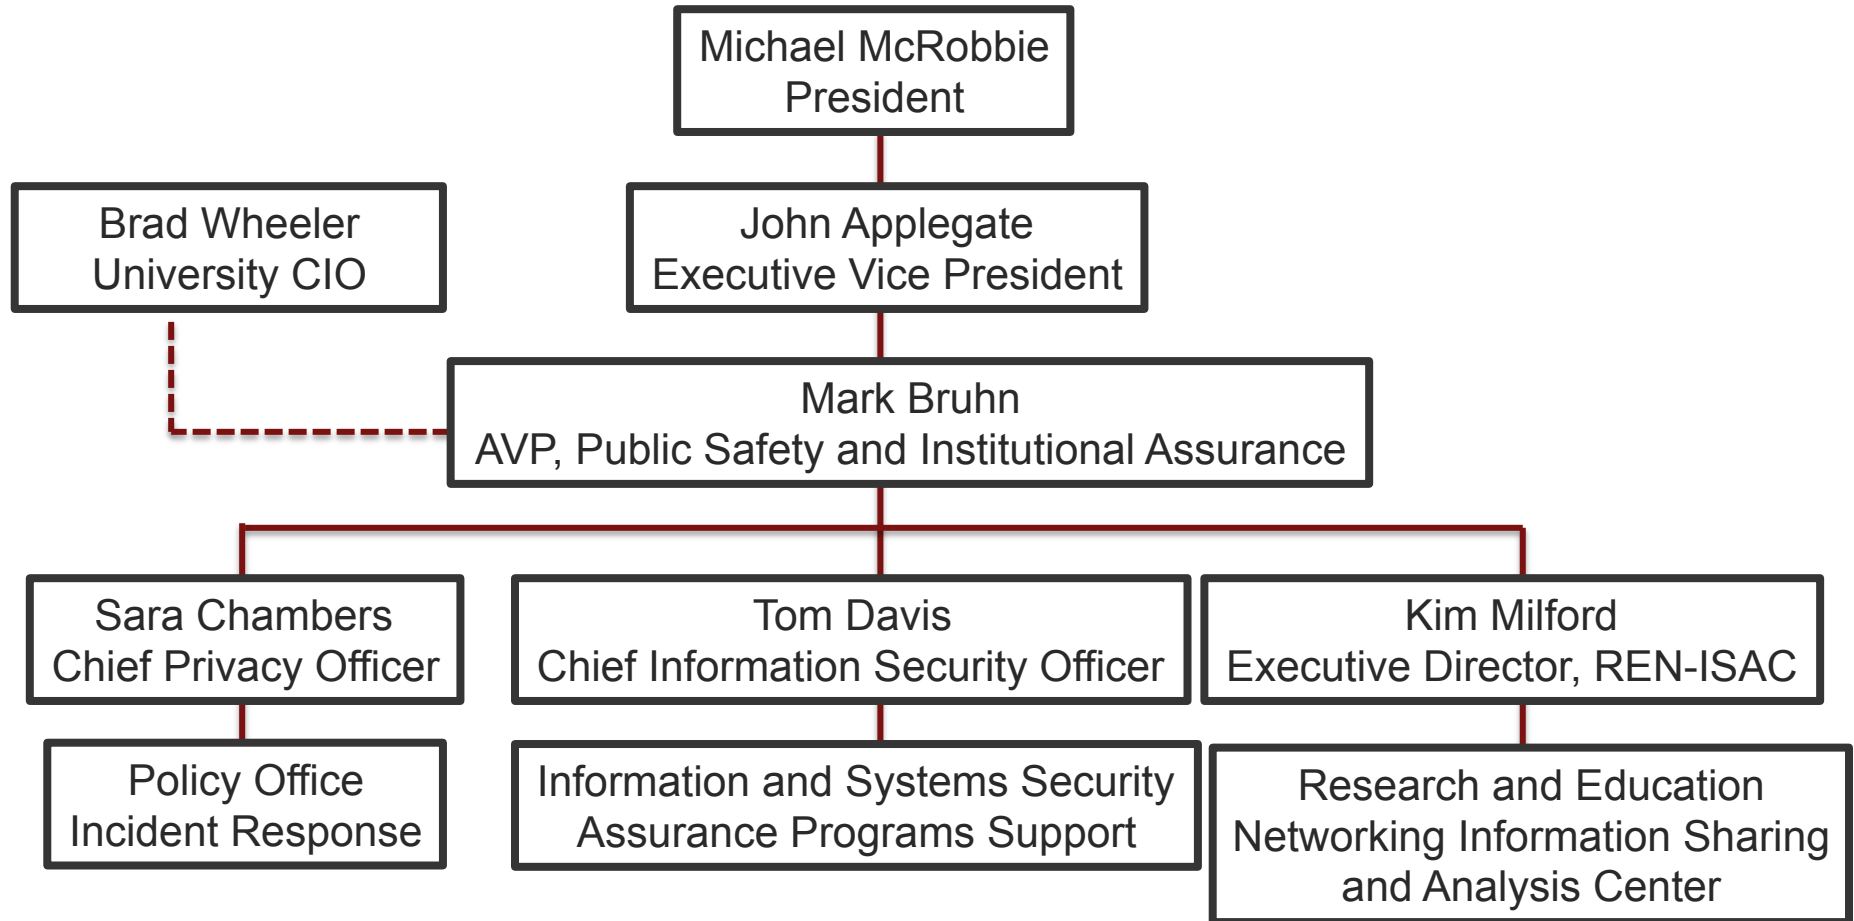 Michael McRobbie
President
Brad Wheeler
University CIO
John Applegate
Executive Vice President
Mark Bruhn
AVP, Public Safety and Institutional Assurance
Sara Chambers
Chief Privacy Officer
Tom Davis
Chief Information Security Officer
Kim Milford
Executive Director, REN-ISAC
Policy Office
Incident Response
Information and Systems Security
Assurance Programs Support
Research and Education
Networking Information Sharing
and Analysis Center